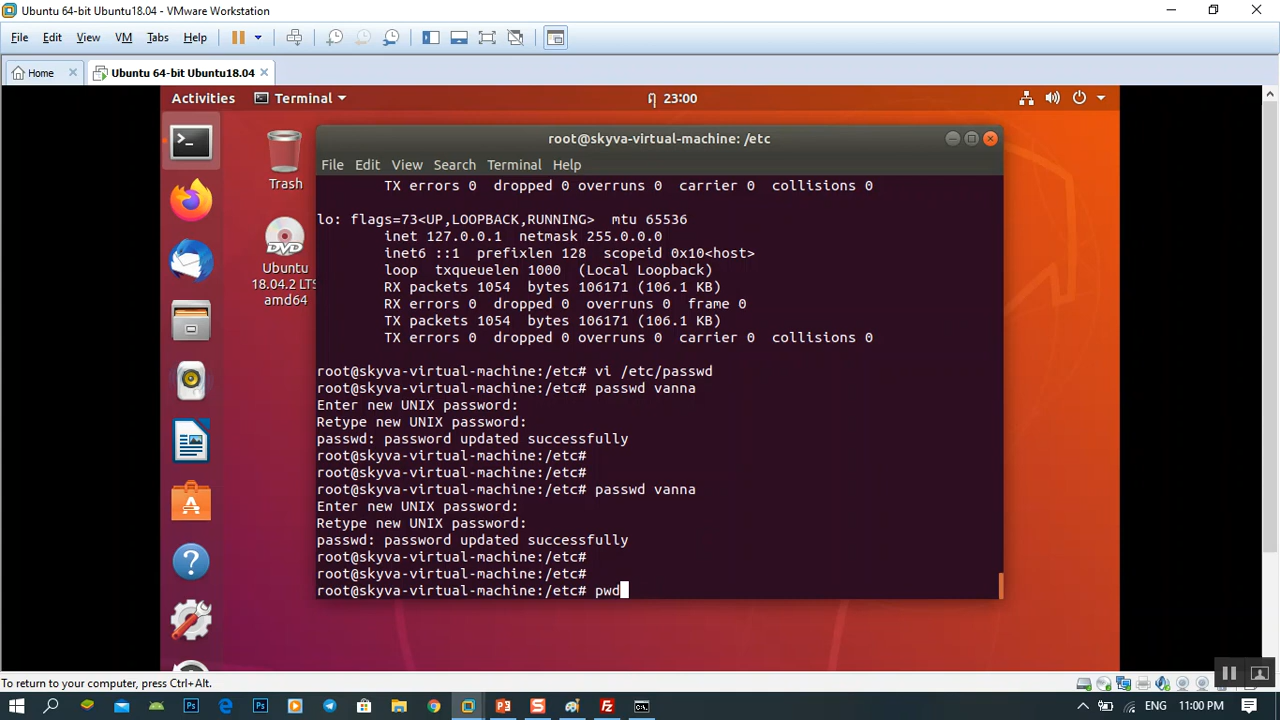 Ubuntu 64-bit Ubuntu18.04 - VMware Workstation
File Edit View VM Tabs Help
Home
Ubuntu 64-bit Ubuntu18.04
Activities Terminal ฤ 23:00
root@skyva-virtual-machine: /etc
File Edit View Search Terminal Help
Trash
Ubuntu
18.04.2 LTS
amd64
TX errors 0 dropped 0 overruns 0 carrier 0 collisions 0
lo: flags=73<UP,LOOPBACK,RUNNING> mtu 65536
inet 127.0.0.1 netmask 255.0.0.0
inet6 ::1 prefixlen 128 scopeid 0x10<host>
loop txqueuelen 1000 (Local Loopback)
RX packets 1054 bytes 106171 (106.1 KB)
RX errors 0 dropped 0 overruns 0 frame 0
TX packets 1054 bytes 106171 (106.1 KB)
TX errors 0 dropped 0 overruns 0 carrier 0 collisions 0
root@skyva-virtual-machine:/etc# vi /etc/passwd
root@skyva-virtual-machine:/etc# passwd vanna
Enter new UNIX password:
Retype new UNIX password:
passwd: password updated successfully
root@skyva-virtual-machine:/etc#
root@skyva-virtual-machine:/etc#
root@skyva-virtual-machine:/etc# passwd vanna
Enter new UNIX password:
Retype new UNIX password:
passwd: password updated successfully
root@skyva-virtual-machine:/etc#
root@skyva-virtual-machine:/etc#
root@skyva-virtual-machine:/etc# pwd
To return to your computer, press Ctrl+Alt.
ENG 11:00 PM